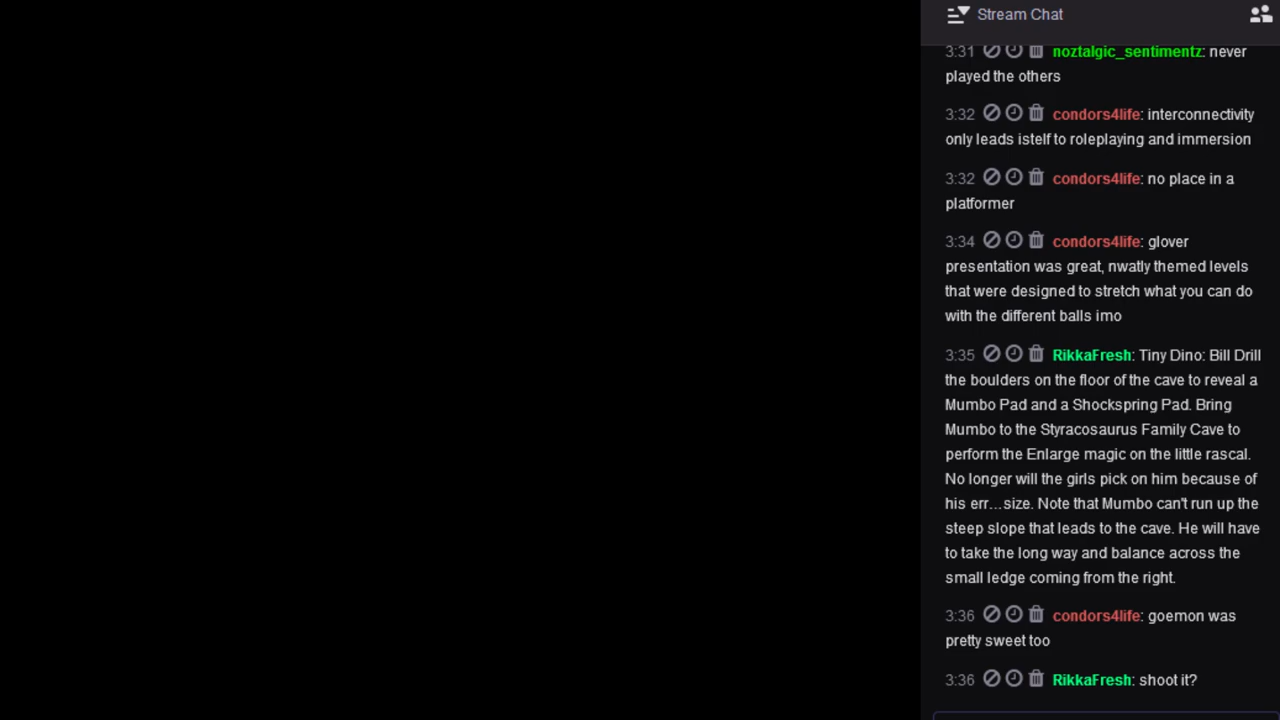 Stream Chat
3:31 noztalgic_sentimentz: never
played the others
3:32 condors4life: interconnectivity
only leads istelf to roleplaying and immersion
3:32 condors4life: no place in a
platformer
3:34 condors4life: glover
presentation was great, nwatly themed levels
that were designed to stretch what you can do
with the different balls imo
3:35 RikkaFresh: Tiny Dino: Bill Drill
the boulders on the floor of the cave to reveal a
Mumbo Pad and a Shockspring Pad. Bring
Mumbo to the Styracosaurus Family Cave to
perform the Enlarge magic on the little rascal.
No longer will the girls pick on him because of
his err...size. Note that Mumbo can't run up the
steep slope that leads to the cave. He will have
to take the long way and balance across the
small ledge coming from the right.
3:36 condors4life: goemon was
pretty sweet too
3:36 RikkaFresh: shoot it?